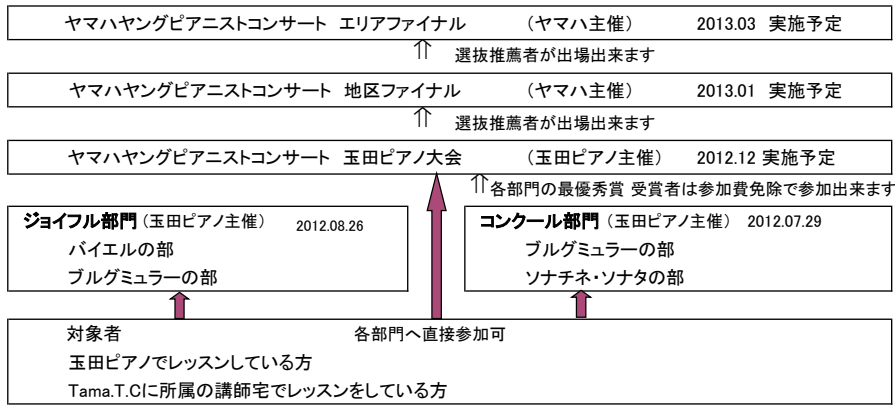 ヤマハヤングピアニストコンサート エリアファイナル （ヤマハ主催） 2013.03 実施予定
⇑ 選抜推薦者が出場出来ます
ヤマハヤングピアニストコンサート 地区ファイナル （ヤマハ主催） 2013.01 実施予定
⇑ 選抜推薦者が出場出来ます
ヤマハヤングピアニストコンサート 玉田ピアノ大会 （玉田ピアノ主催） 2012.12 実施予定
⇑各部門の最優秀賞 受賞者は参加費免除で参加出来ます
ジョイフル部門（玉田ピアノ主催） 2012.08.26
バイエルの部
ブルグミュラーの部
コンクール部門（玉田ピアノ主催） 2012.07.29
ブルグミュラーの部
ソナチネ・ソナタの部
対象者 各部門へ直接参加可
玉田ピアノでレッスンしている方
Tama.T.Cに所属の講師宅でレッスンをしている方